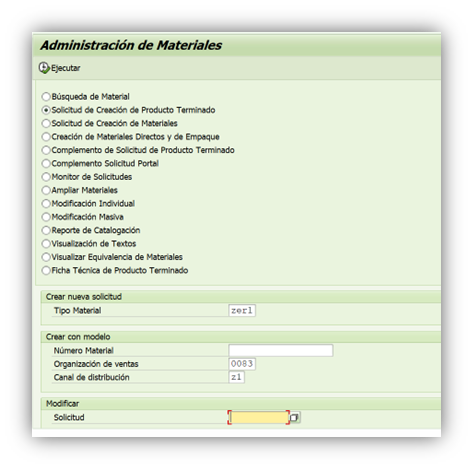 Administración de Materiales
Ejecutar
Búsqueda de Material
Solicitud de Creación de Producto Terminado
Solicitud de Creación de Materiales
Creación de Materiales Directos y de Empaque
Complemento de Solicitud de Producto Terminado
Complemento Solicitud Portal
Monitor de Solicitudes
Ampliar Materiales
Modificación Individual
Modificación Masiva
Reporte de Catalogación
Visualización de Textos
Visualizar Equivalencia de Materiales
Ficha Técnica de Producto Terminado
Crear nueva solicitud
Tipo Material zer1
Crear con modelo
Número Material
Organización de ventas 0083
Canal de distribución z1
Modificar
Solicitud